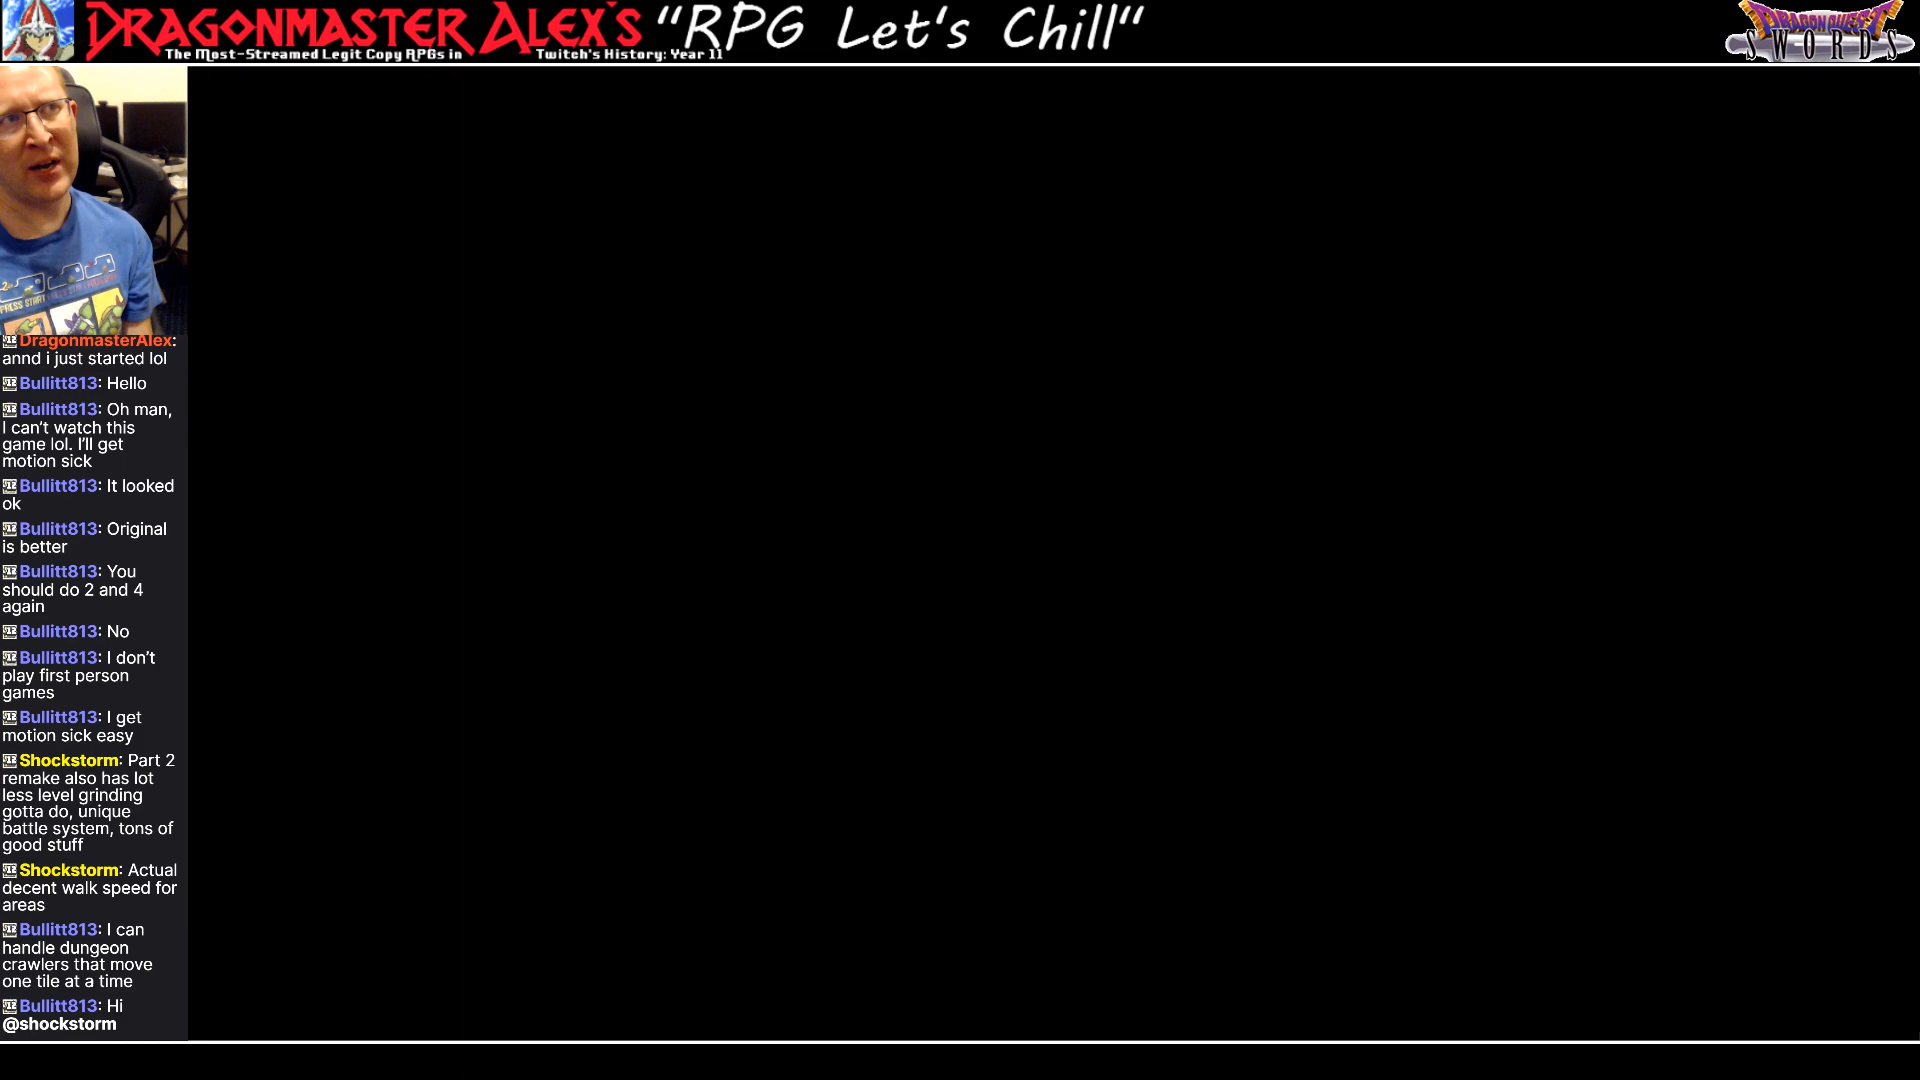 DRAGONMASTER ALEX'S "RPG Let's Chill"
The Most-Streamed Legit Copy RPGs in Twitch's History: Year 11
DRAGON QUEST
SWORDS
PRESS START
DragonmasterAlex:
annd i just started lol
Bullitt813: Hello
Bullitt813: Oh man,
I can't watch this
game lol. I'll get
motion sick
Bullitt813: It looked
ok
Bullitt813: Original
is better
Bullitt813: You
should do 2 and 4
again
Bullitt813: No
Bullitt813: I don't
play first person
games
Bullitt813: I get
motion sick easy
Shockstorm: Part 2
remake also has lot
less level grinding
gotta do, unique
battle system, tons of
good stuff
Shockstorm: Actual
decent walk speed for
areas
Bullitt813: I can
handle dungeon
crawlers that move
one tile at a time
Bullitt813: Hi
@shockstorm